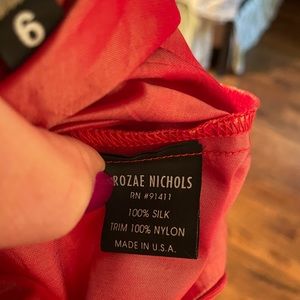 6
ROZAE NICHOLS
RN #91411
100% SILK
TRIM 100% NYLON
MADE IN U.S.A.